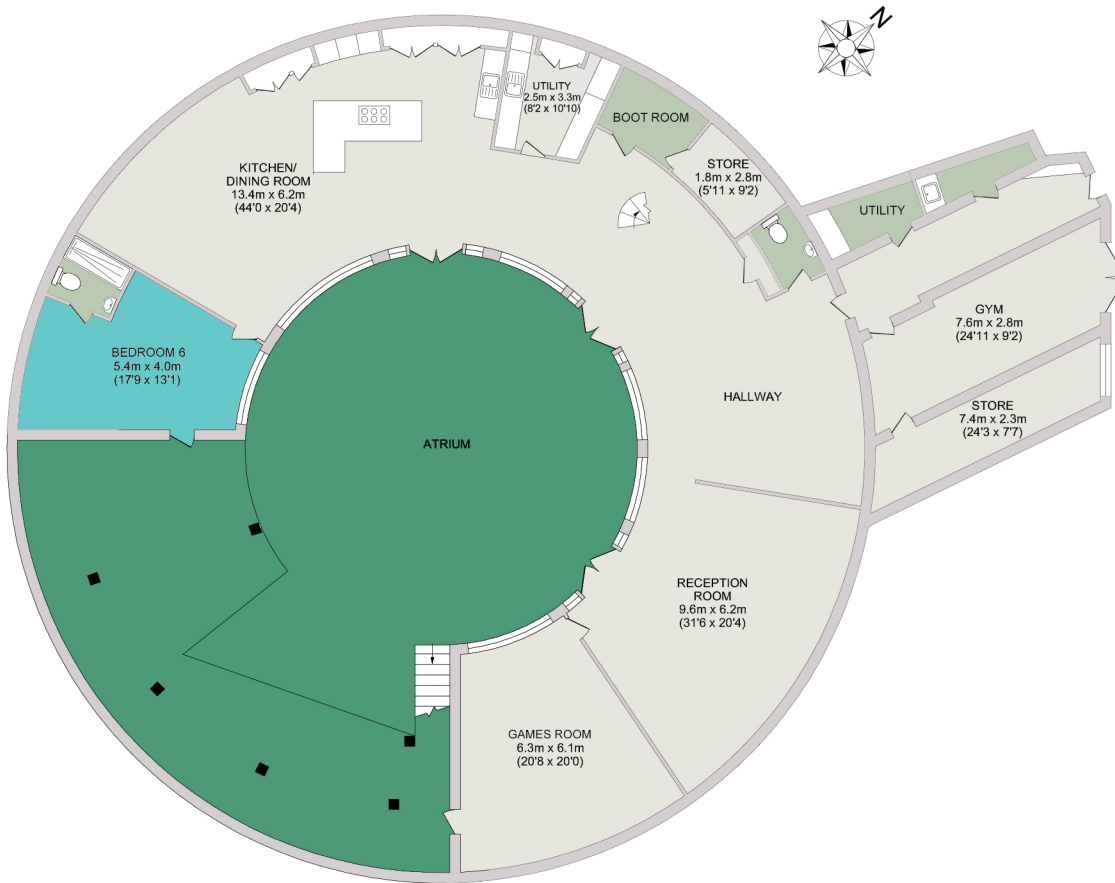 N
UTILITY
2.5m x 3.3m
(8'2 x 10'10)
BOOT ROOM
STORE
1.8m x 2.8m
(5'11 x 9'2)
KITCHEN/
DINING ROOM
13.4m x 6.2m
(44'0 x 20'4)
UTILITY
GYM
7.6m x 2.8m
(24'11 x 9'2)
BEDROOM 6
5.4m x 4.0m
(17'9 x 13'1)
HALLWAY
STORE
7.4m x 2.3m
(24'3 x 7'7)
ATRIUM
RECEPTION
ROOM
9.6m x 6.2m
(31'6 x 20'4)
GAMES ROOM
6.3m x 6.1m
(20'8 x 20'0)